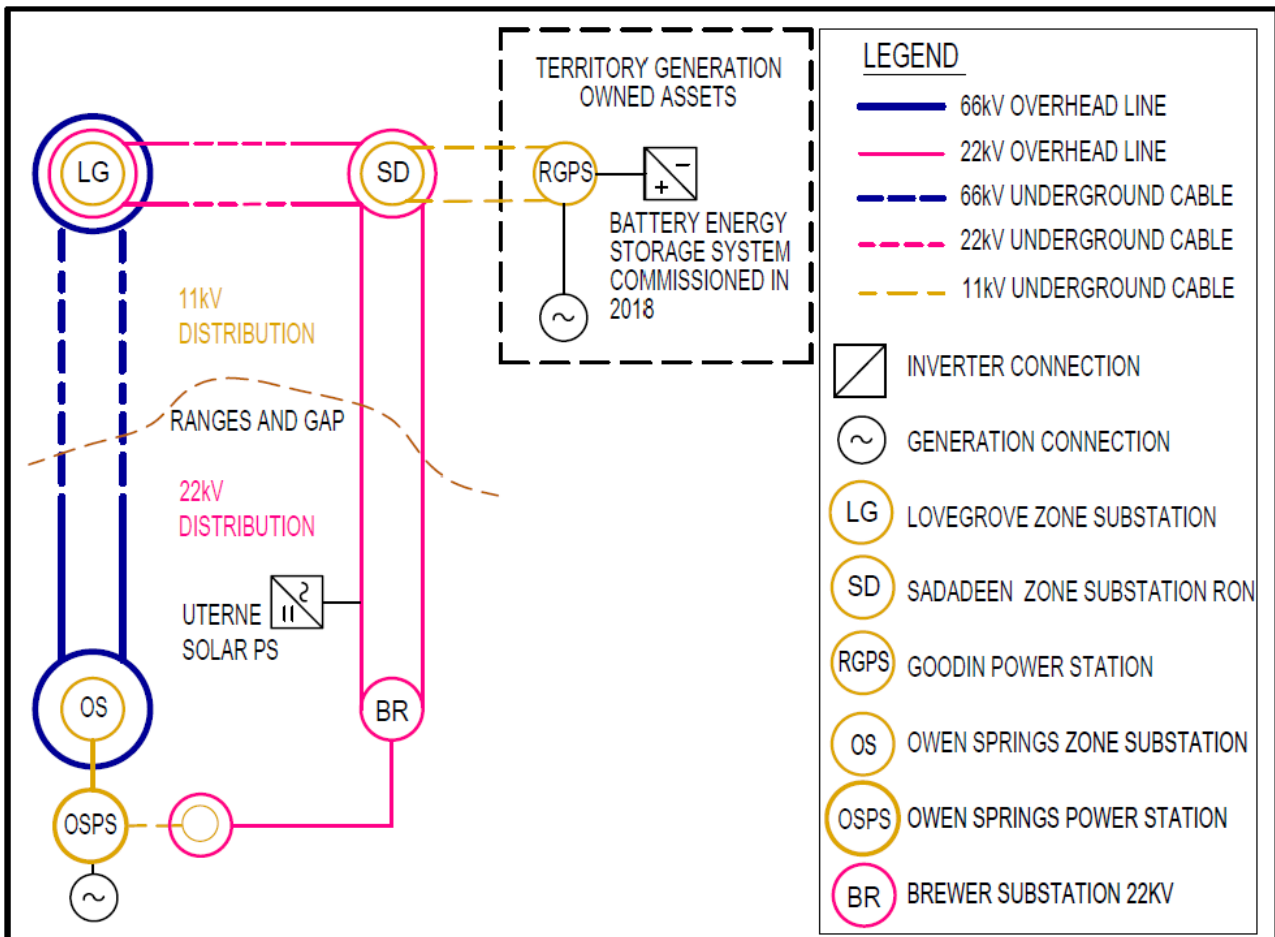 TERRITORY GENERATION
OWNED ASSETS
LG
SD
RGPS
BATTERY ENERGY
STORAGE SYSTEM
COMMISSIONED IN
2018
11kV
DISTRIBUTION
RANGES AND GAP
22kV
DISTRIBUTION
UTERNE
SOLAR PS
OS
BR
OSPS
LEGEND
66kV OVERHEAD LINE
22kV OVERHEAD LINE
66kV UNDERGROUND CABLE
22kV UNDERGROUND CABLE
11kV UNDERGROUND CABLE
INVERTER CONNECTION
GENERATION CONNECTION
LG LOVEGROVE ZONE SUBSTATION
SD SADADEEN ZONE SUBSTATION RON
RGPS GOODIN POWER STATION
OS OWEN SPRINGS ZONE SUBSTATION
OSPS OWEN SPRINGS POWER STATION
BR BREWER SUBSTATION 22KV